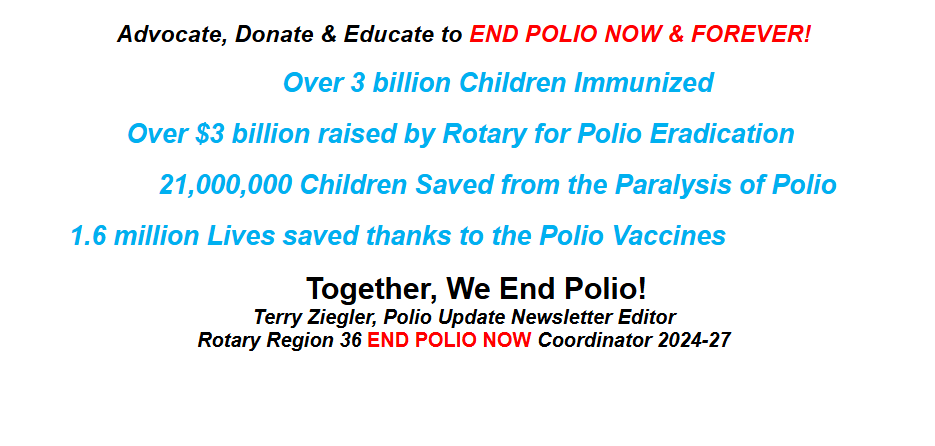 Advocate, Donate & Educate to END POLIO NOW & FOREVER!
Over 3 billion Children Immunized
Over $3 billion raised by Rotary for Polio Eradication
21,000,000 Children Saved from the Paralysis of Polio
1.6 million Lives saved thanks to the Polio Vaccines
Together, We End Polio!
Terry Ziegler, Polio Update Newsletter Editor
Rotary Region 36 END POLIO NOW Coordinator 2024-27